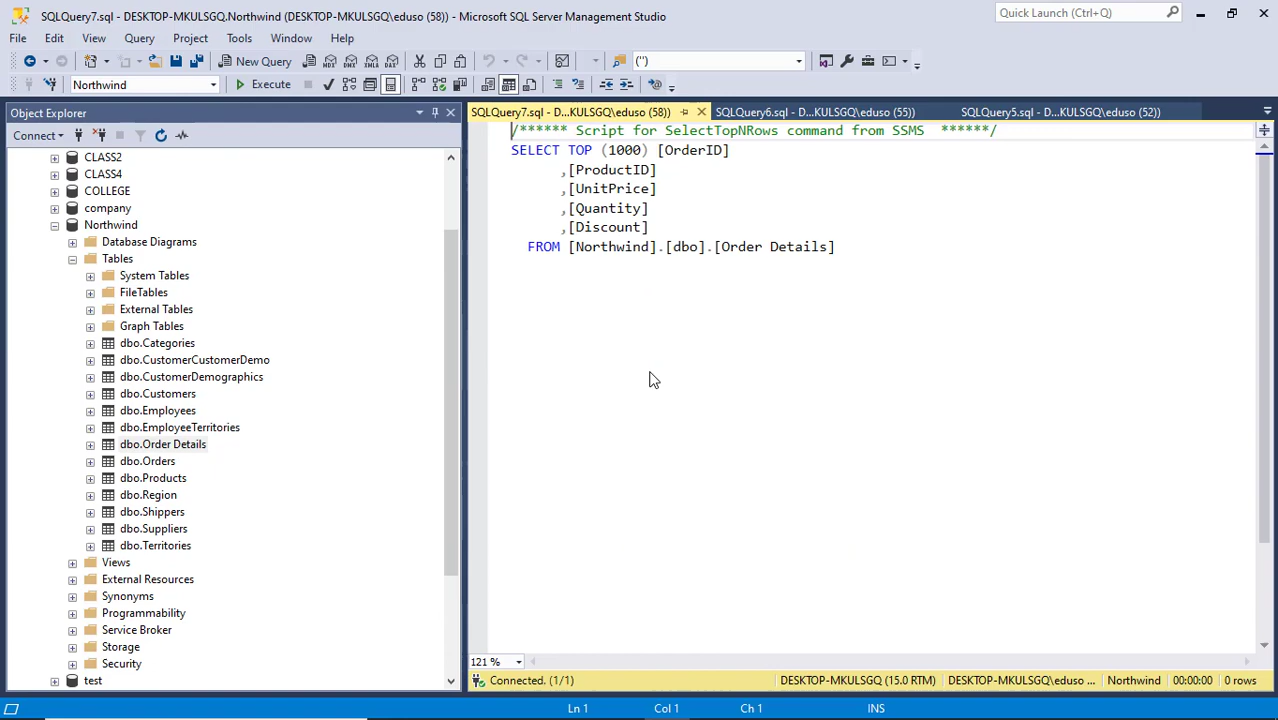 SQLQuery7.sql - DESKTOP-MKULSGQ.Northwind (DESKTOP-MKULSGQ\eduso (58)) - Microsoft SQL Server Management Studio
Quick Launch (Ctrl+Q)
File Edit View Query Project Tools Window Help
New Query
MDX DMX XMLA DAX
('')
Northwind
Execute
Object Explorer
Connect
CLASS2
CLASS4
COLLEGE
company
Northwind
Database Diagrams
Tables
System Tables
FileTables
External Tables
Graph Tables
dbo.Categories
dbo.CustomerCustomerDemo
dbo.CustomerDemographics
dbo.Customers
dbo.Employees
dbo.EmployeeTerritories
dbo.Order Details
dbo.Orders
dbo.Products
dbo.Region
dbo.Shippers
dbo.Suppliers
dbo.Territories
Views
External Resources
Synonyms
Programmability
Service Broker
Storage
Security
test
SQLQuery7.sql - D...KULSGQ\eduso (58)) SQLQuery6.sql - D...KULSGQ\eduso (55)) SQLQuery5.sql - D...KULSGQ\eduso (52))
/****** Script for SelectTopNRows command from SSMS ******/
SELECT TOP (1000) [OrderID]
,[ProductID]
,[UnitPrice]
,[Quantity]
,[Discount]
FROM [Northwind].[dbo].[Order Details]
121 %
Connected. (1/1) DESKTOP-MKULSGQ (15.0 RTM) DESKTOP-MKULSGQ\eduso ... Northwind 00:00:00 0 rows
Ln 1 Col 1 Ch 1 INS